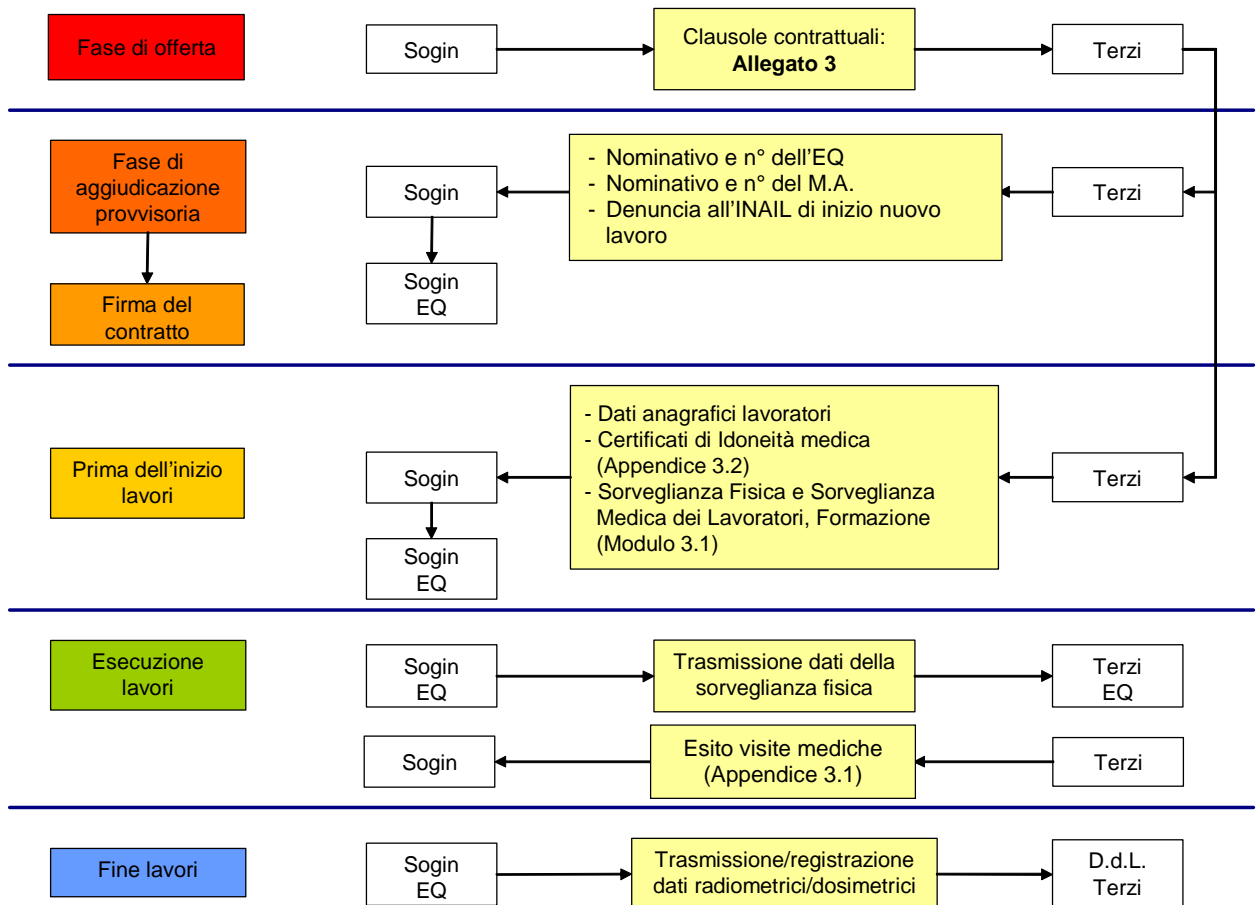 Fase di offerta
Sogin
Clausole contrattuali:
Allegato 3
Terzi
Fase di
aggiudicazione
provvisoria
Firma del
contratto
Sogin
Sogin
EQ
- Nominativo e n° dell'EQ
- Nominativo e n° del M.A.
- Denuncia all'INAIL di inizio nuovo
lavoro
Terzi
Prima dell'inizio
lavori
Sogin
Sogin
EQ
- Dati anagrafici lavoratori
- Certificati di Idoneità medica
(Appendice 3.2)
- Sorveglianza Fisica e Sorveglianza
Medica dei Lavoratori, Formazione
(Modulo 3.1)
Terzi
Esecuzione
lavori
Sogin
EQ
Trasmissione dati della
sorveglianza fisica
Terzi
EQ
Sogin
Esito visite mediche
(Appendice 3.1)
Terzi
Fine lavori
Sogin
EQ
Trasmissione/registrazione
dati radiometrici/dosimetrici
D.d.L.
Terzi